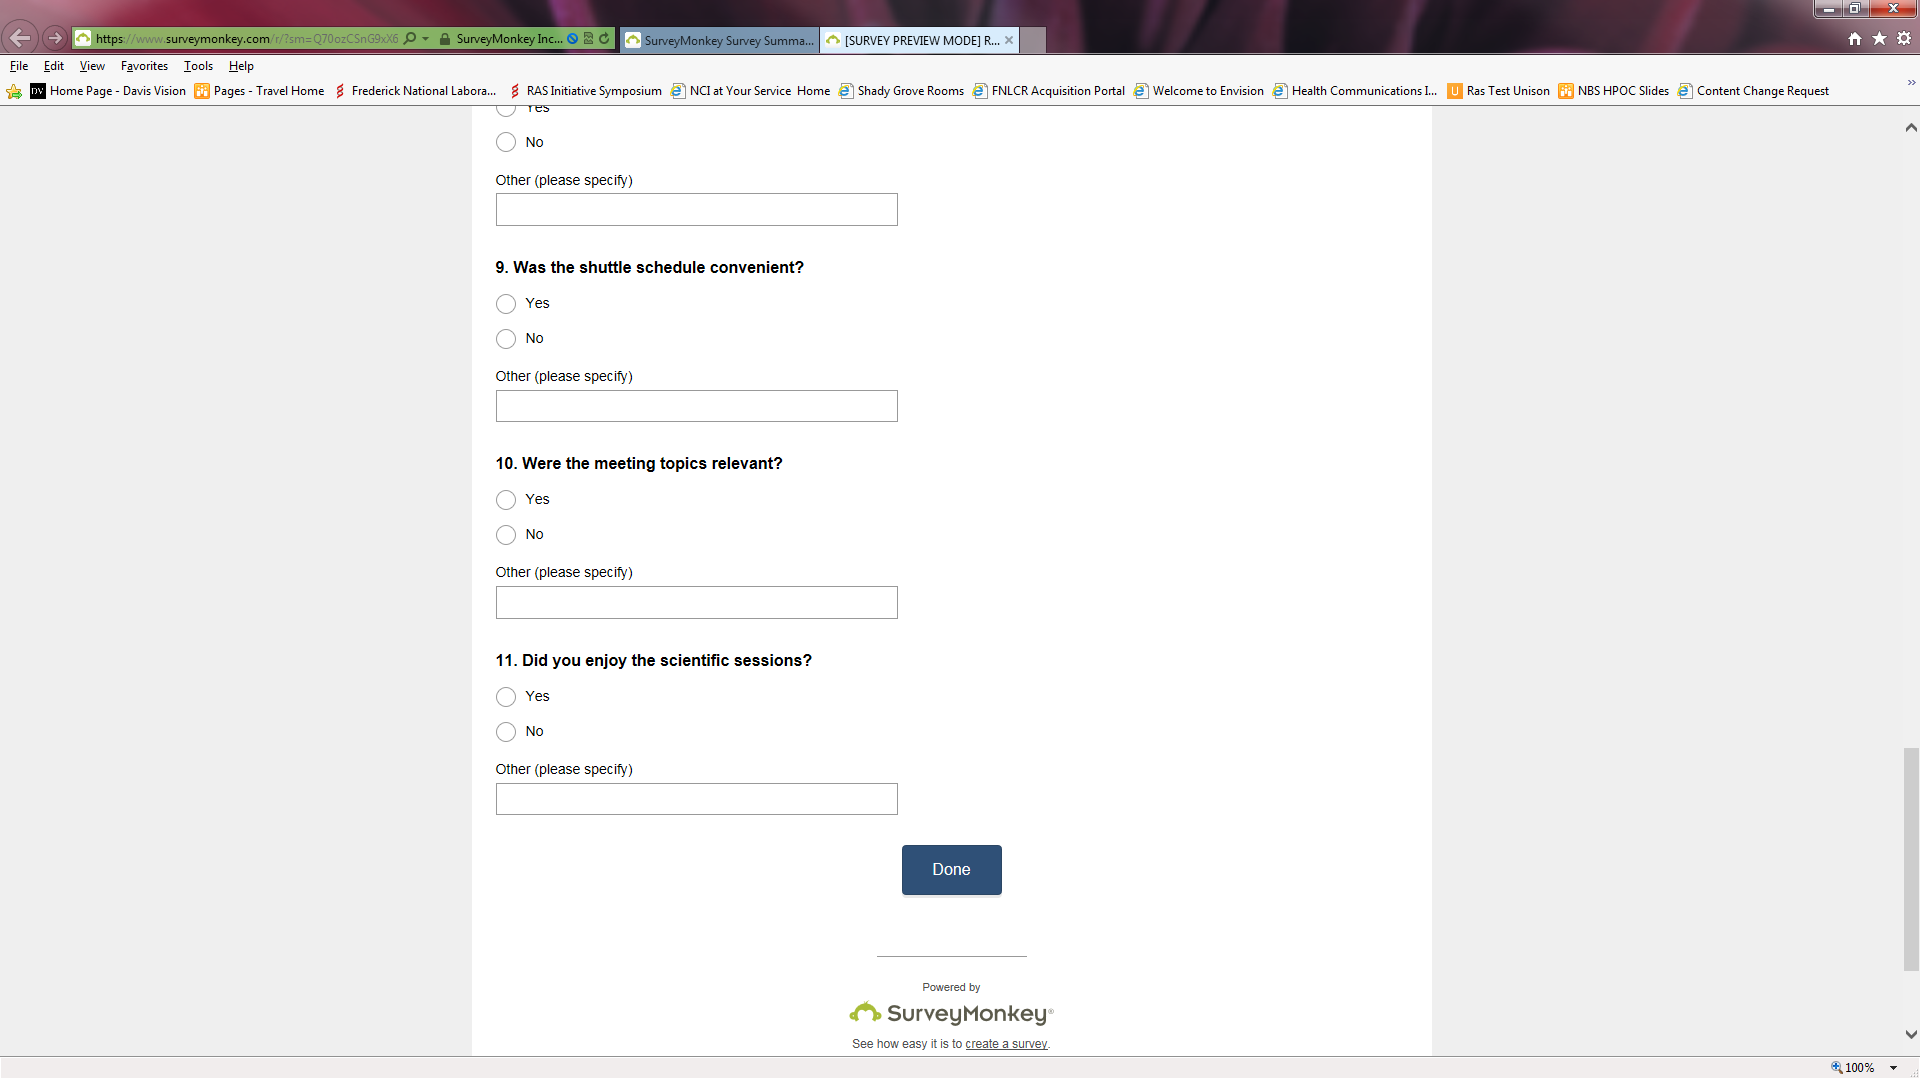 https://www.surveymonkey.com/r/?sm=Q70ozCSnG9xX6 SurveyMonkey Inc... SurveyMonkey Survey Summa... [SURVEY PREVIEW MODE] R...
File Edit View Favorites Tools Help
DV Home Page - Davis Vision Pages - Travel Home Frederick National Labora... RAS Initiative Symposium NCI at Your Service Home Shady Grove Rooms FNLCR Acquisition Portal Welcome to Envision Health Communications I... U Ras Test Unison NBS HPOC Slides Content Change Request
Yes
No
Other (please specify)
9. Was the shuttle schedule convenient?
Yes
No
Other (please specify)
10. Were the meeting topics relevant?
Yes
No
Other (please specify)
11. Did you enjoy the scientific sessions?
Yes
No
Other (please specify)
Done
Powered by
SurveyMonkey®
See how easy it is to create a survey.
100%